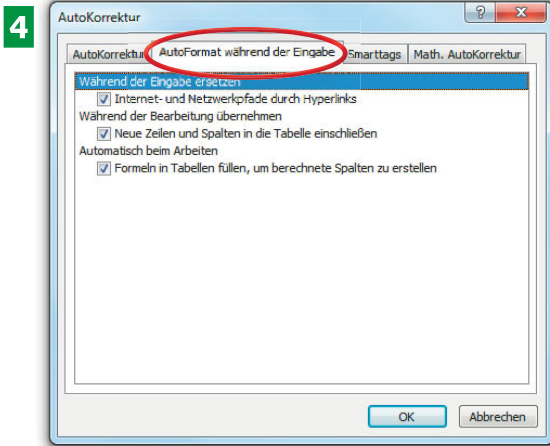 4
AutoKorrektur
AutoKorrektur AutoFormat während der Eingabe Smarttags Math. AutoKorrektur
Während der Eingabe ersetzen
Internet- und Netzwerkpfade durch Hyperlinks
Während der Bearbeitung übernehmen
Neue Zeilen und Spalten in die Tabelle einschließen
Automatisch beim Arbeiten
Formeln in Tabellen füllen, um berechnete Spalten zu erstellen
OK Abbrechen